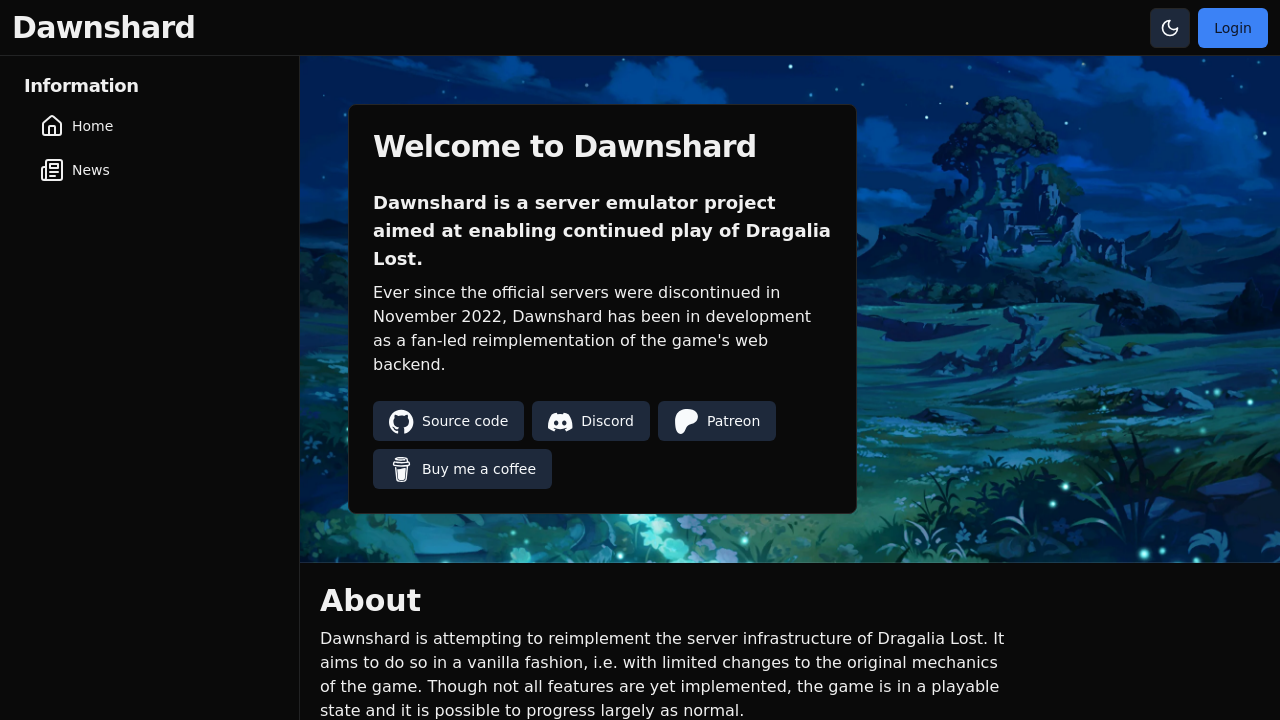 Dawnshard
Login
Information
Home
News
Welcome to Dawnshard
Dawnshard is a server emulator project
aimed at enabling continued play of Dragalia
Lost.
Ever since the official servers were discontinued in
November 2022, Dawnshard has been in development
as a fan-led reimplementation of the game's web
backend.
Source code
Discord
Patreon
Buy me a coffee
About
Dawnshard is attempting to reimplement the server infrastructure of Dragalia Lost. It
aims to do so in a vanilla fashion, i.e. with limited changes to the original mechanics
of the game. Though not all features are yet implemented, the game is in a playable
state and it is possible to progress largely as normal.